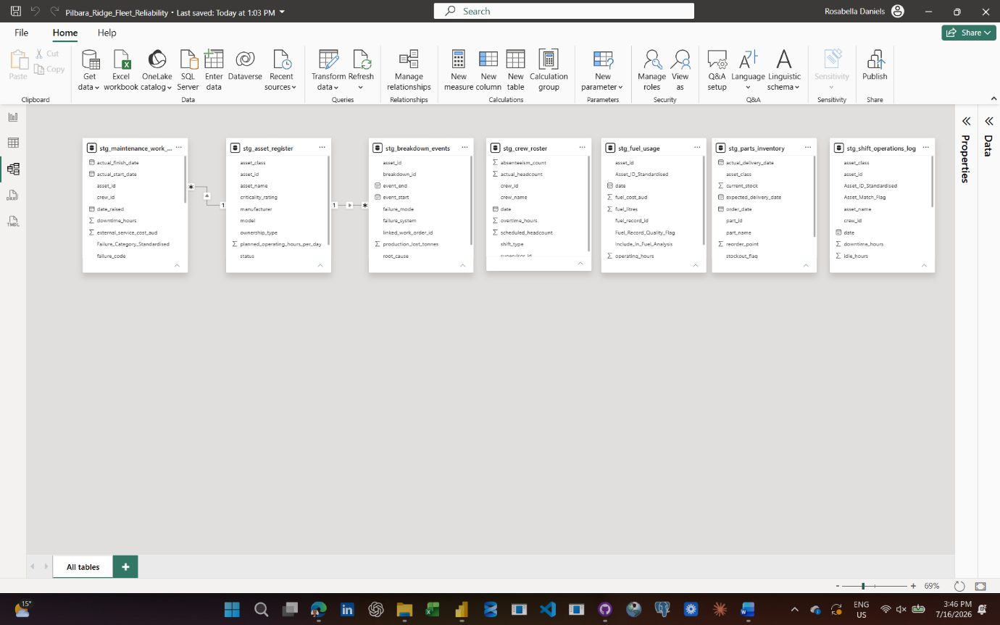 Pilbara_Ridge_Fleet_Reliability • Last saved: Today at 1:03 PM
Search
Rosabella Daniels
File
Home
Help
Share
Paste
Cut
Copy
Clipboard
Get data
Excel workbook
OneLake catalog
SQL Server
Enter data
Dataverse
Recent sources
Data
Transform data
Refresh
Queries
Manage relationships
Relationships
New measure
New column
New table
Calculation group
Calculations
New parameter
Parameters
Manage roles
View as
Security
Q&A setup
Language
Linguistic schema
Q&A
Sensitivity
Sensitivity
Publish
Share
DAX
TMDL
stg_maintenance_work_...
actual_finish_date
actual_start_date
asset_id
crew_id
date_raised
downtime_hours
external_service_cost_aud
Failure_Category_Standardised
failure_code
*
1
stg_asset_register
asset_class
asset_id
asset_name
criticality_rating
manufacturer
model
ownership_type
planned_operating_hours_per_day
status
1
*
stg_breakdown_events
asset_id
breakdown_id
event_end
event_start
failure_mode
failure_system
linked_work_order_id
production_lost_tonnes
root_cause
stg_crew_roster
absenteeism_count
actual_headcount
crew_id
crew_name
date
overtime_hours
scheduled_headcount
shift_type
supervisor_id
stg_fuel_usage
asset_id
Asset_ID_Standardised
date
fuel_cost_aud
fuel_litres
fuel_record_id
Fuel_Record_Quality_Flag
Include_In_Fuel_Analysis
operating_hours
stg_parts_inventory
actual_delivery_date
asset_class
current_stock
expected_delivery_date
order_date
part_id
part_name
reorder_point
stockout_flag
stg_shift_operations_log
asset_class
asset_id
Asset_ID_Standardised
Asset_Match_Flag
asset_name
crew_id
date
downtime_hours
idle_hours
Properties
Data
All tables
+
- + 69%
15°
ENG
US
3:46 PM
7/16/2026